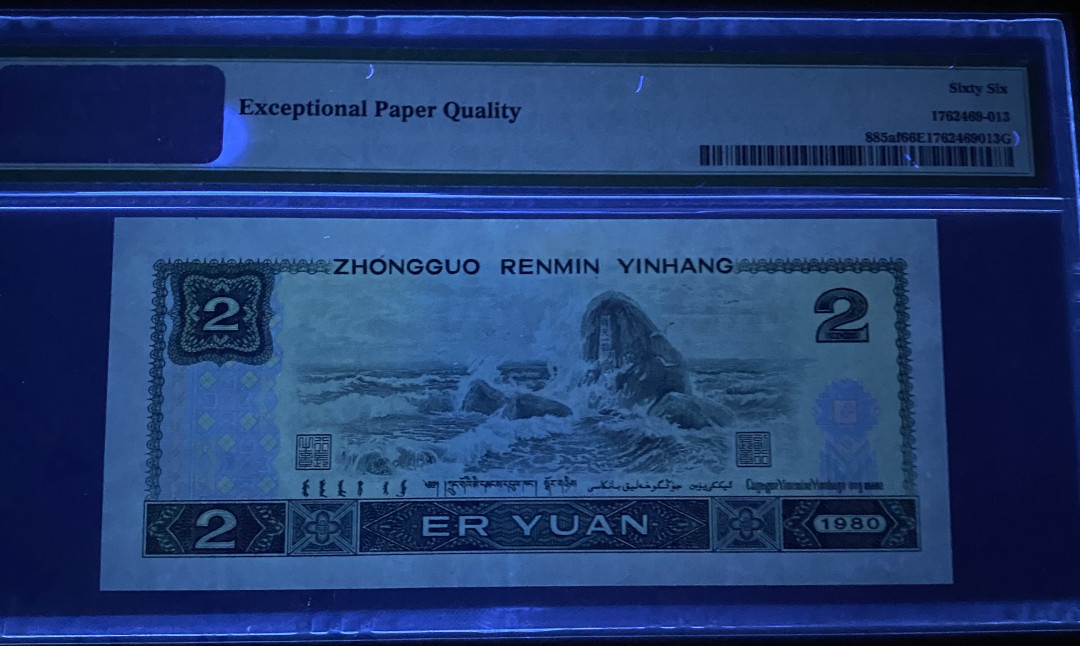 Sixty Six
Exceptional Paper Quality
1762469-013
885af66E1762469013G
ZHONGGUO RENMIN YINHANG
2
2
2
ER YUAN
1980